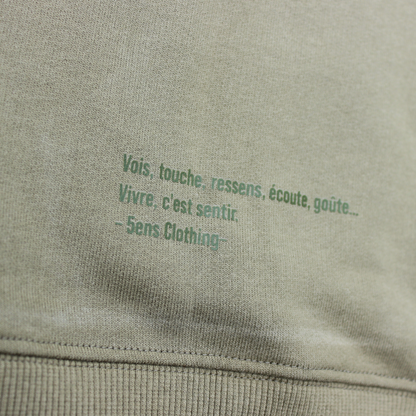 Vois, touche, ressens, écoute, goûte...
Vivre, c'est sentir.
- 5ens Clothing-